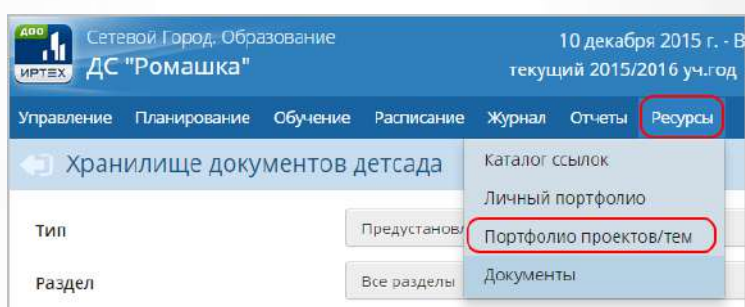 ДОО
ИРТЕХ
Сетевой Город. Образование
ДС "Ромашка"
10 декабря 2015 г. - В
текущий 2015/2016 уч.год
Управление Планирование Обучение Расписание Журнал Отчеты Ресурсы
Хранилище документов детсада
Каталог ссылок
Личный портфолио
Портфолио проектов/тем
Документы
Тип Предустановл
Раздел Все разделы